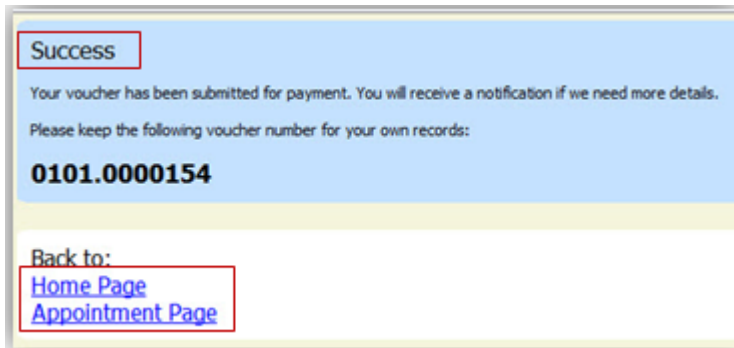 Success
Your voucher has been submitted for payment. You will receive a notification if we need more details.
Please keep the following voucher number for your own records:
0101.0000154
Back to:
Home Page
Appointment Page